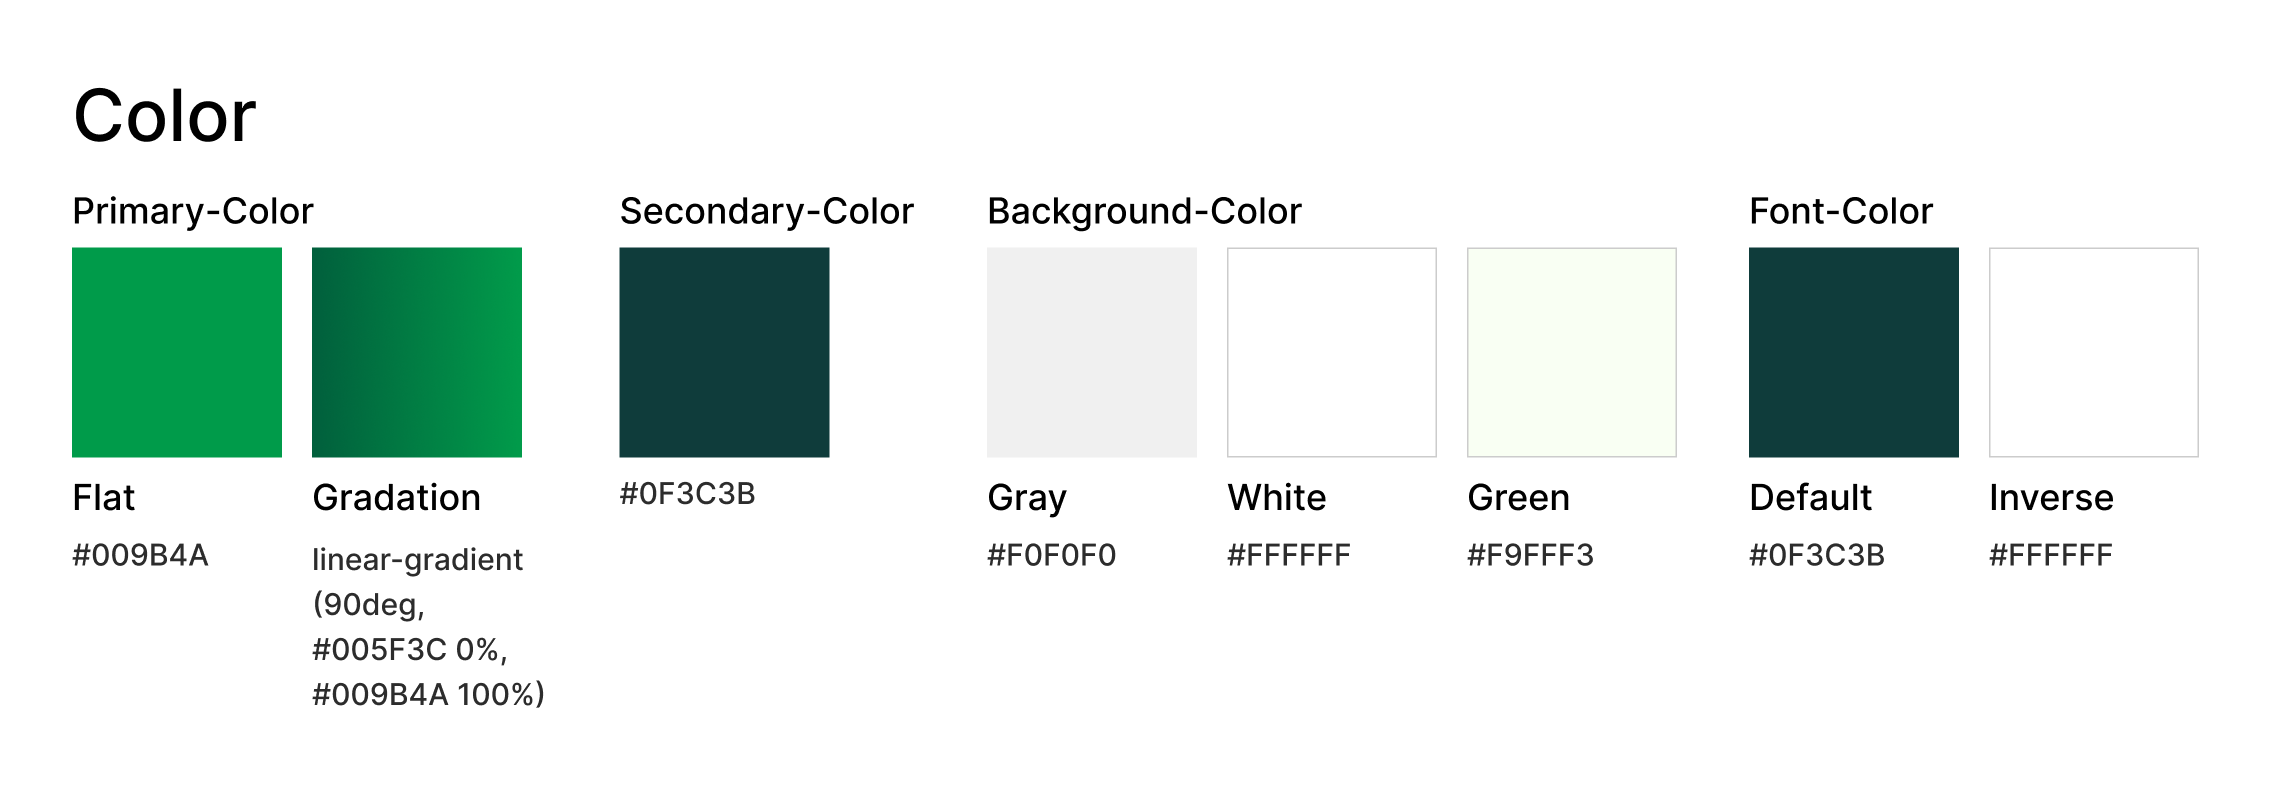 Color
Primary-Color
Flat
#009B4A
Gradation
linear-gradient
(90deg,
#005F3C 0%,
#009B4A 100%)
Secondary-Color
#0F3C3B
Background-Color
Gray
#F0F0F0
White
#FFFFFF
Green
#F9FFF3
Font-Color
Default
#0F3C3B
Inverse
#FFFFFF